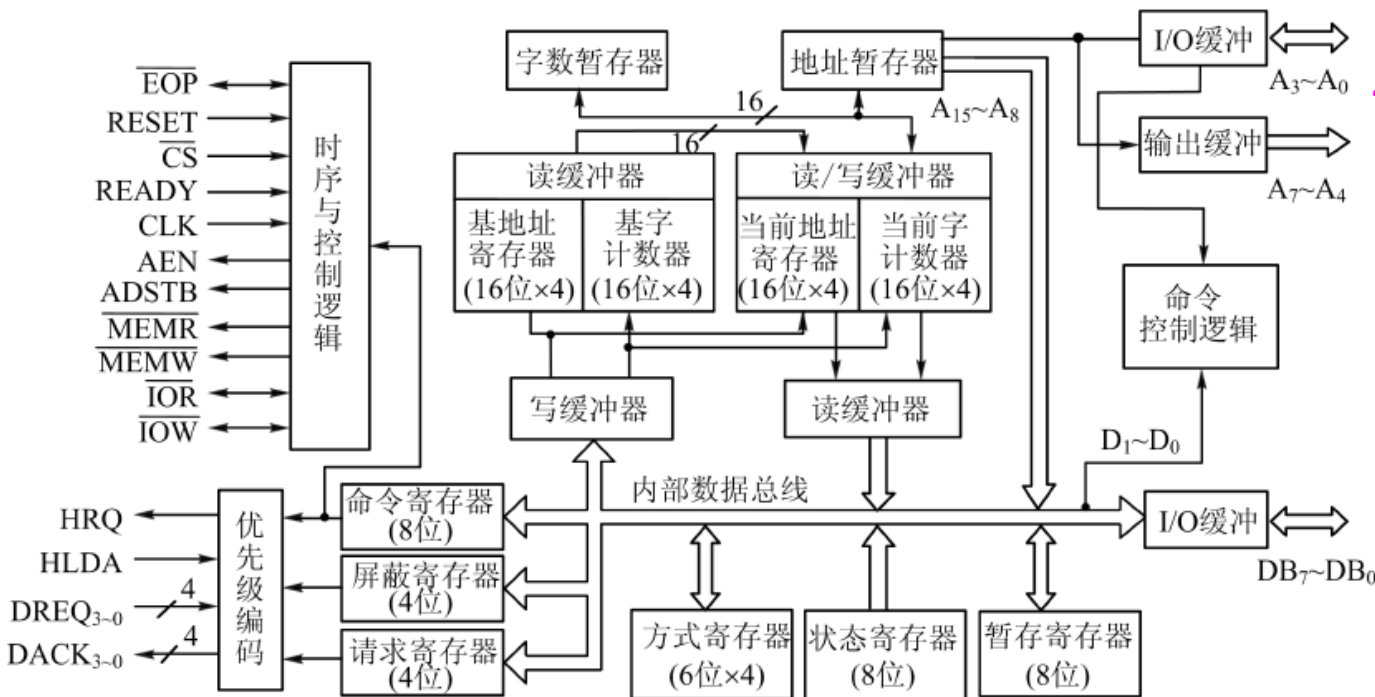 字数暂存器
地址暂存器
I/O缓冲
A₃~A₀
A₁₅~A₈
16
16
输出缓冲
A₇~A₄
E̅O̅P̅
RESET
C̅S̅
READY
CLK
AEN
ADSTB
M̅E̅M̅R̅
M̅E̅M̅W̅
I̅O̅R̅
I̅O̅W̅
时序与控制逻辑
读缓冲器
基地址
寄存器
(16位×4)
基字
计数器
(16位×4)
读/写缓冲器
当前地址
寄存器
(16位×4)
当前字
计数器
(16位×4)
命令
控制逻辑
写缓冲器
读缓冲器
D₁~D₀
内部数据总线
HRQ
HLDA
DREQ₃~₀
4
DACK₃~₀
4
优先级编码
命令寄存器
(8位)
屏蔽寄存器
(4位)
请求寄存器
(4位)
I/O缓冲
DB₇~DB₀
方式寄存器
(6位×4)
状态寄存器
(8位)
暂存寄存器
(8位)